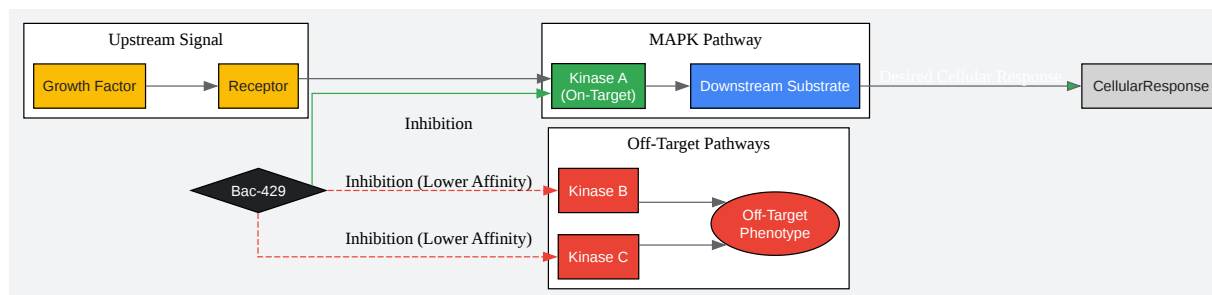 Upstream Signal
Growth Factor
Receptor
MAPK Pathway
Kinase A
(On-Target)
Downstream Substrate
Desired Cellular Response
CellularResponse
Inhibition
Bac-429
Inhibition (Lower Affinity)
Inhibition (Lower Affinity)
Off-Target Pathways
Kinase B
Kinase C
Off-Target
Phenotype